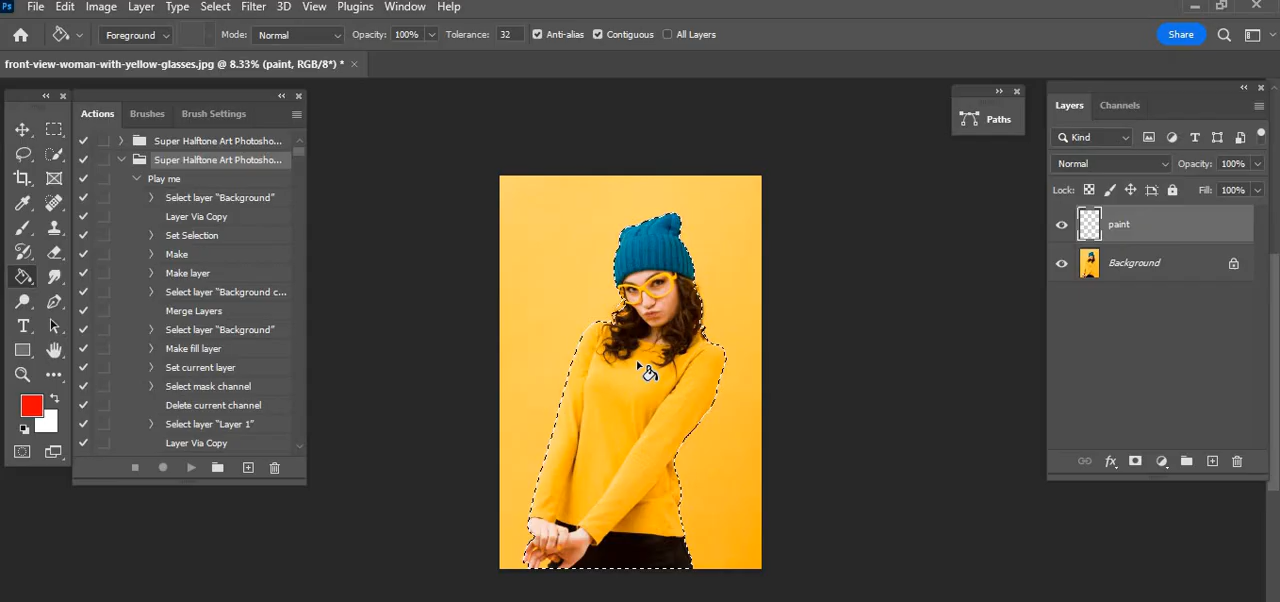 Ps File Edit Image Layer Type Select Filter 3D View Plugins Window Help
Foreground Mode: Normal Opacity: 100% Tolerance: 32 Anti-alias Contiguous All Layers Share
front-view-woman-with-yellow-glasses.jpg @ 8.33% (paint, RGB/8*) *
Actions Brushes Brush Settings
Super Halftone Art Photosho...
Super Halftone Art Photosho...
Play me
Select layer “Background”
Layer Via Copy
Set Selection
Make
Make layer
Select layer “Background c...
Merge Layers
Select layer “Background”
Make fill layer
Set current layer
Select mask channel
Delete current channel
Select layer “Layer 1”
Layer Via Copy
Paths
Layers Channels
Kind
Normal Opacity: 100%
Lock: Fill: 100%
paint
Background